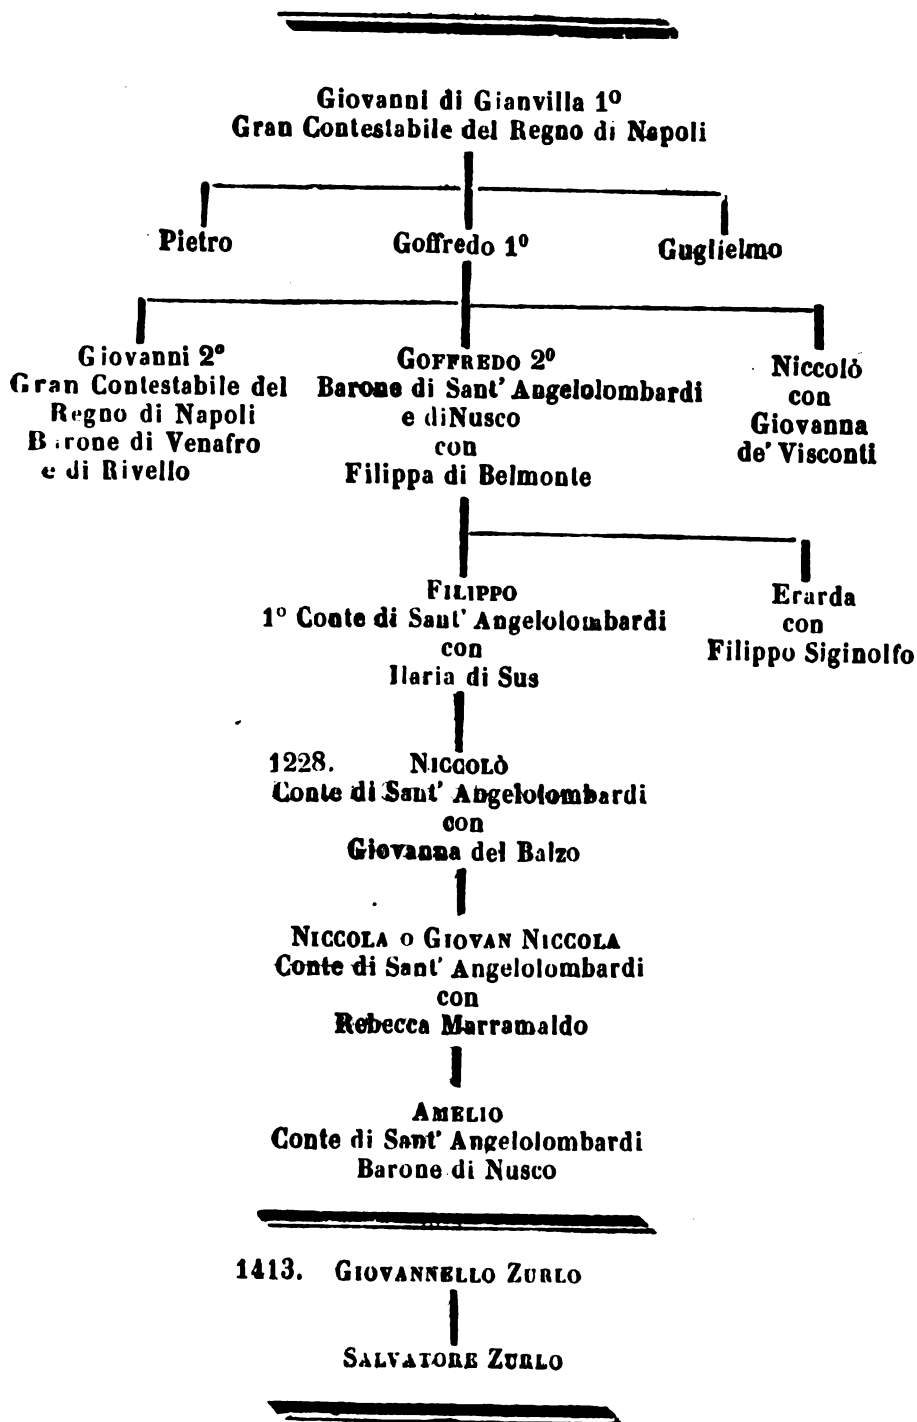 Giovanni di Gianvilla 1º
Gran Contestabile del Regno di Napoli
Pietro
Goffredo 1º
Guglielmo
Giovanni 2º
Gran Contestabile del
Regno di Napoli
Barone di Venafro
e di Rivello
GOFFREDO 2º
Barone di Sant' Angelolombardi
e di Nusco
con
Filippa di Belmonte
Niccolò
con
Giovanna
de' Visconti
FILIPPO
1º Conte di Sant' Angelolombardi
con
Ilaria di Sus
Erarda
con
Filippo Siginolfo
1228. NICCOLÒ
Conte di Sant' Angelolombardi
con
Giovanna del Balzo
NICCOLA O GIOVAN NICCOLA
Conte di Sant' Angelolombardi
con
Rebecca Marramaldo
AMELIO
Conte di Sant' Angelolombardi
Barone di Nusco
1413. GIOVANNELLO ZURLO
SALVATORE ZURLO